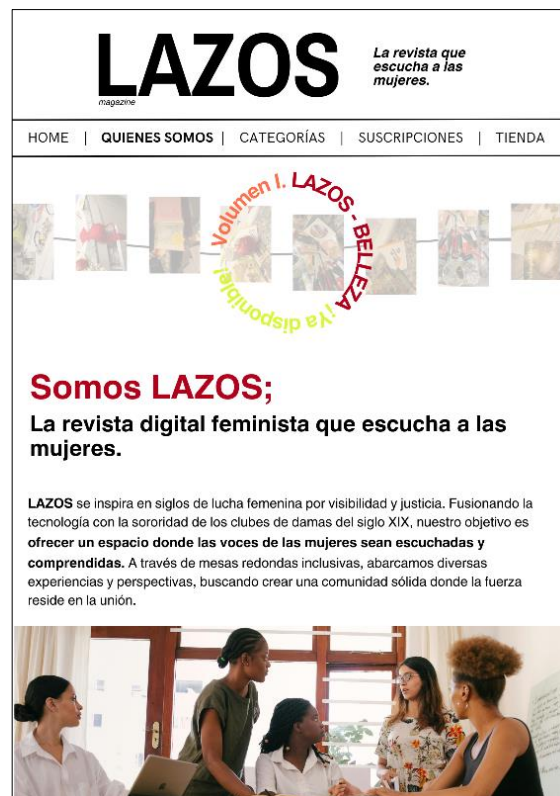 LAZOS
magazine
La revista que
escucha a las
mujeres.
HOME | QUIENES SOMOS | CATEGORÍAS | SUSCRIPCIONES | TIENDA
Volumen I. LAZOS - BELLEZA ¡Ya disponible!
Somos LAZOS;
La revista digital feminista que escucha a las
mujeres.
LAZOS se inspira en siglos de lucha femenina por visibilidad y justicia. Fusionando la
tecnología con la sororidad de los clubes de damas del siglo XIX, nuestro objetivo es
ofrecer un espacio donde las voces de las mujeres sean escuchadas y
comprendidas. A través de mesas redondas inclusivas, abarcamos diversas
experiencias y perspectivas, buscando crear una comunidad sólida donde la fuerza
reside en la unión.